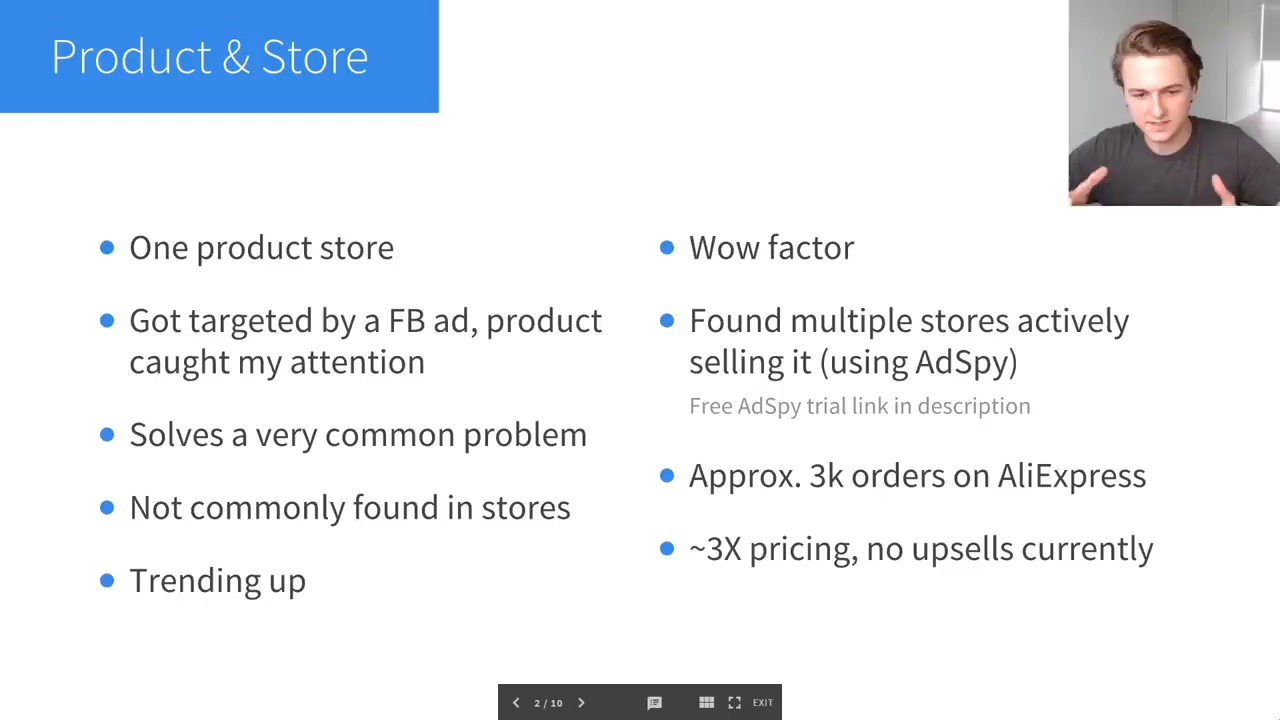 Product & Store
One product store
Got targeted by a FB ad, product
caught my attention
Solves a very common problem
Not commonly found in stores
Trending up
Wow factor
Found multiple stores actively
selling it (using AdSpy)
Free AdSpy trial link in description
Approx. 3k orders on AliExpress
~3X pricing, no upsells currently
2 / 10
EXIT